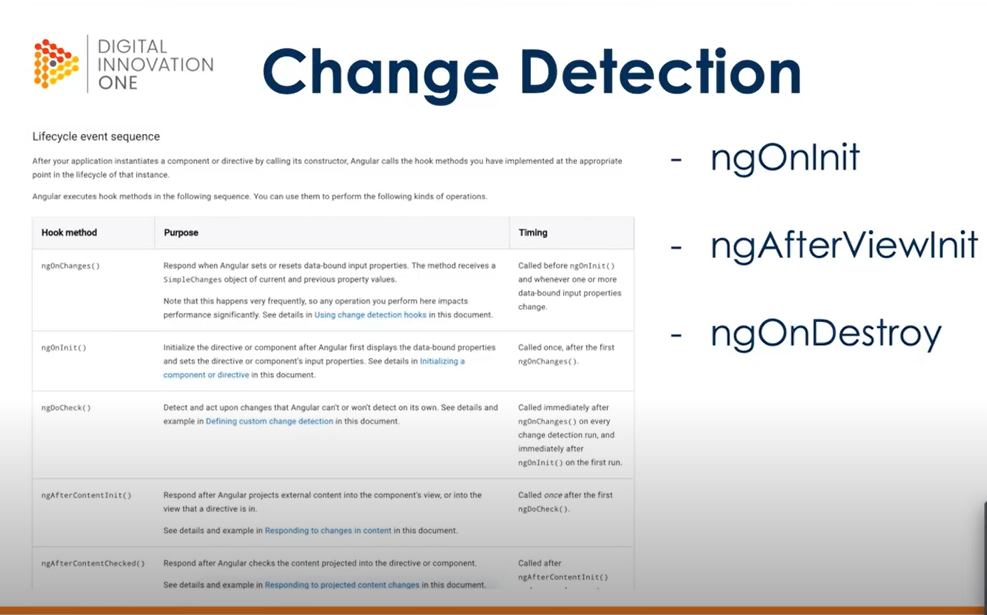 DIGITAL
INNOVATION
ONE
Change Detection
Lifecycle event sequence
After your application instantiates a component or directive by calling its constructor, Angular calls the hook methods you have implemented at the appropriate
point in the lifecycle of that instance.
Angular executes hook methods in the following sequence. You can use them to perform the following kinds of operations.
Hook method Purpose Timing
ngOnChanges()
Respond when Angular sets or resets data-bound input properties. The method receives a
SimpleChanges object of current and previous property values.
Note that this happens very frequently, so any operation you perform here impacts
performance significantly. See details in Using change detection hooks in this document.
Called before ngOnInit()
and whenever one or more
data-bound input properties
change.
ngOnInit()
Initialize the directive or component after Angular first displays the data-bound properties
and sets the directive or component's input properties. See details in Initializing a
component or directive in this document.
Called once, after the first
ngOnChanges().
ngDoCheck()
Detect and act upon changes that Angular can't or won't detect on its own. See details and
example in Defining custom change detection in this document.
Called immediately after
ngOnChanges() on every
change detection run, and
immediately after
ngOnInit() on the first run.
ngAfterContentInit()
Respond after Angular projects external content into the component's view, or into the
view that a directive is in.
See details and example in Responding to changes in content in this document.
Called once after the first
ngDoCheck().
ngAfterContentChecked()
Respond after Angular checks the content projected into the directive or component.
See details and example in Responding to projected content changes in this document.
Called after
ngAfterContentInit()
- ngOnInit
- ngAfterViewInit
- ngOnDestroy